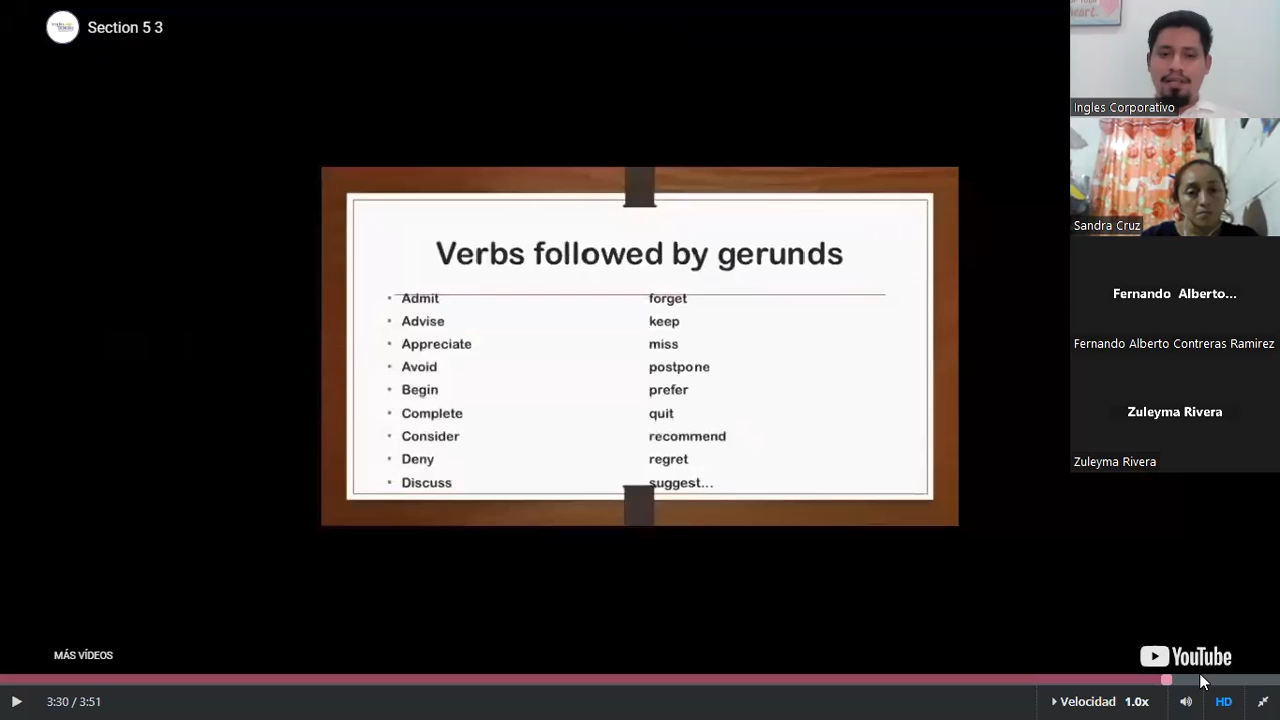 Section 5 3
Verbs followed by gerunds
• Admit
• Advise
• Appreciate
• Avoid
• Begin
• Complete
• Consider
• Deny
• Discuss
forget
keep
miss
postpone
prefer
quit
recommend
regret
suggest...
Ingles Corporativo
Sandra Cruz
Fernando Alberto...
Fernando Alberto Contreras Ramirez
Zuleyma Rivera
Zuleyma Rivera
MÁS VÍDEOS
YouTube
3:30 / 3:51
Velocidad 1.0x
HD